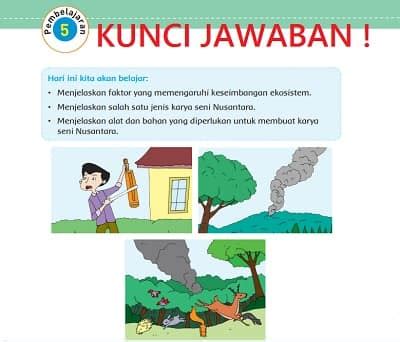 Pembelajaran
5
KUNCI JAWABAN !
Hari ini kita akan belajar:
• Menjelaskan faktor yang memengaruhi keseimbangan ekosistem.
• Menjelaskan salah satu jenis karya seni Nusantara.
• Menjelaskan alat dan bahan yang diperlukan untuk membuat karya
seni Nusantara.